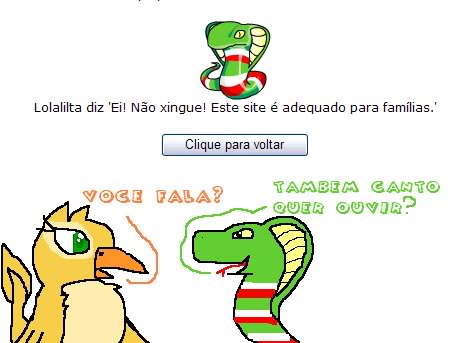 Lolalilta diz 'Ei! Não xingue! Este site é adequado para famílias.'
Clique para voltar
VOCE FALA?
TAMBEM CANTO
QUER OUVIR?